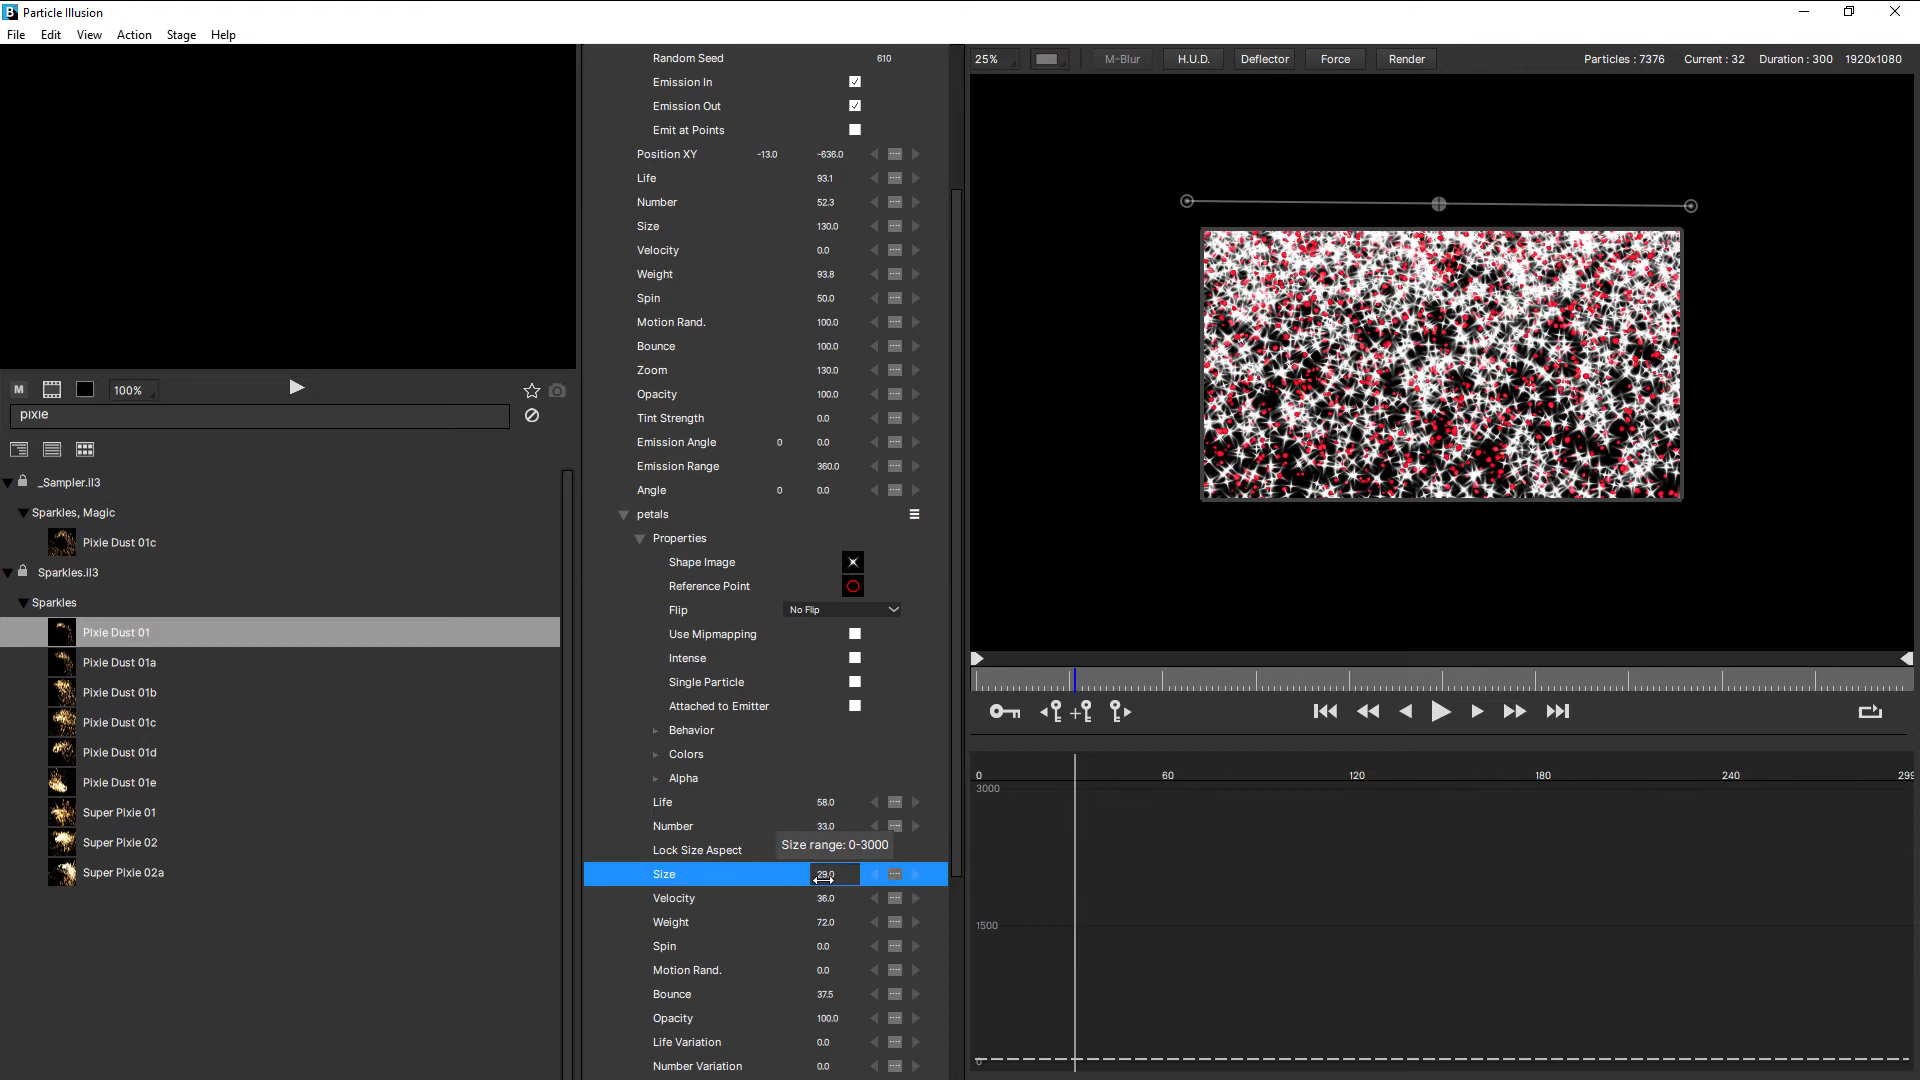 Particle Illusion
File Edit View Action Stage Help
M 100%
pixie
_Sampler.il3
Sparkles, Magic
Pixie Dust 01c
Sparkles.il3
Sparkles
Pixie Dust 01
Pixie Dust 01a
Pixie Dust 01b
Pixie Dust 01c
Pixie Dust 01d
Pixie Dust 01e
Super Pixie 01
Super Pixie 02
Super Pixie 02a
Random Seed 610
Emission In
Emission Out
Emit at Points
Position XY -13.0 -636.0
Life 93.1
Number 52.3
Size 130.0
Velocity 0.0
Weight 93.8
Spin 50.0
Motion Rand. 100.0
Bounce 100.0
Zoom 130.0
Opacity 100.0
Tint Strength 0.0
Emission Angle 0 0.0
Emission Range 360.0
Angle 0 0.0
petals
Properties
Shape Image
Reference Point
Flip No Flip
Use Mipmapping
Intense
Single Particle
Attached to Emitter
Behavior
Colors
Alpha
Life 58.0
Number 33.0
Lock Size Aspect
Size range: 0-3000
Size 29.0
Velocity 36.0
Weight 72.0
Spin 0.0
Motion Rand. 0.0
Bounce 37.5
Opacity 100.0
Life Variation 0.0
Number Variation 0.0
25% M-Blur H.U.D. Deflector Force Render Particles : 7376 Current : 32 Duration : 300 1920x1080
0 60 120 180 240 299
3000
1500
0